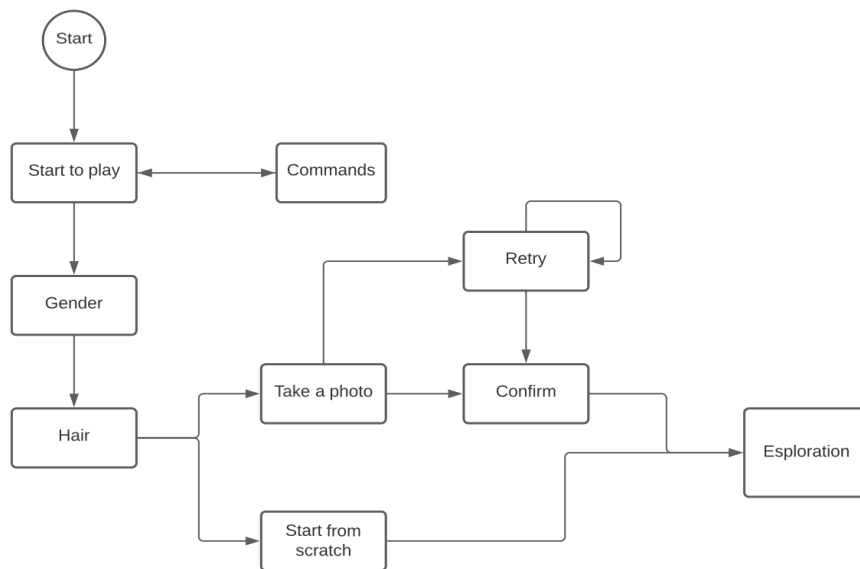 Start
Start to play
Commands
Retry
Gender
Take a photo
Confirm
Hair
Esploration
Start from
scratch